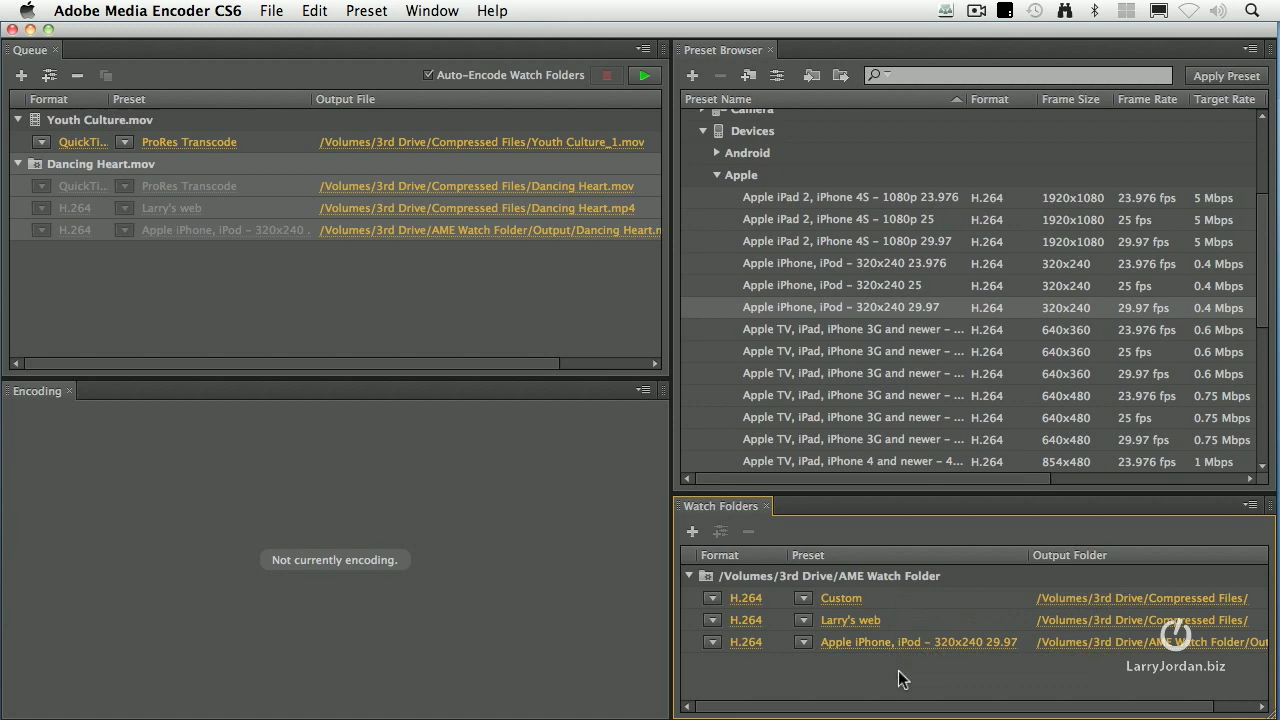 Adobe Media Encoder CS6 File Edit Preset Window Help
Queue
Auto-Encode Watch Folders
Format Preset Output File
Youth Culture.mov
QuickTi... ProRes Transcode /Volumes/3rd Drive/Compressed Files/Youth Culture_1.mov
Dancing Heart.mov
QuickTi... ProRes Transcode /Volumes/3rd Drive/Compressed Files/Dancing Heart.mov
H.264 Larry's web /Volumes/3rd Drive/Compressed Files/Dancing Heart.mp4
H.264 Apple iPhone, iPod – 320x240 . /Volumes/3rd Drive/AME Watch Folder/Output/Dancing Heart.m
Encoding
Not currently encoding.
Preset Browser
Apply Preset
Preset Name Format Frame Size Frame Rate Target Rate
Camera
Devices
Android
Apple
Apple iPad 2, iPhone 4S – 1080p 23.976 H.264 1920x1080 23.976 fps 5 Mbps
Apple iPad 2, iPhone 4S – 1080p 25 H.264 1920x1080 25 fps 5 Mbps
Apple iPad 2, iPhone 4S – 1080p 29.97 H.264 1920x1080 29.97 fps 5 Mbps
Apple iPhone, iPod – 320x240 23.976 H.264 320x240 23.976 fps 0.4 Mbps
Apple iPhone, iPod – 320x240 25 H.264 320x240 25 fps 0.4 Mbps
Apple iPhone, iPod – 320x240 29.97 H.264 320x240 29.97 fps 0.4 Mbps
Apple TV, iPad, iPhone 3G and newer – ... H.264 640x360 23.976 fps 0.6 Mbps
Apple TV, iPad, iPhone 3G and newer – ... H.264 640x360 25 fps 0.6 Mbps
Apple TV, iPad, iPhone 3G and newer – ... H.264 640x360 29.97 fps 0.6 Mbps
Apple TV, iPad, iPhone 3G and newer – ... H.264 640x480 23.976 fps 0.75 Mbps
Apple TV, iPad, iPhone 3G and newer – ... H.264 640x480 25 fps 0.75 Mbps
Apple TV, iPad, iPhone 3G and newer – ... H.264 640x480 29.97 fps 0.75 Mbps
Apple TV, iPad, iPhone 4 and newer – 4... H.264 854x480 23.976 fps 1 Mbps
Watch Folders
Format Preset Output Folder
/Volumes/3rd Drive/AME Watch Folder
H.264 Custom /Volumes/3rd Drive/Compressed Files/
H.264 Larry's web /Volumes/3rd Drive/Compressed Files/
H.264 Apple iPhone, iPod – 320x240 29.97 /Volumes/3rd Drive/AME Watch Folder/Out
LarryJordan.biz